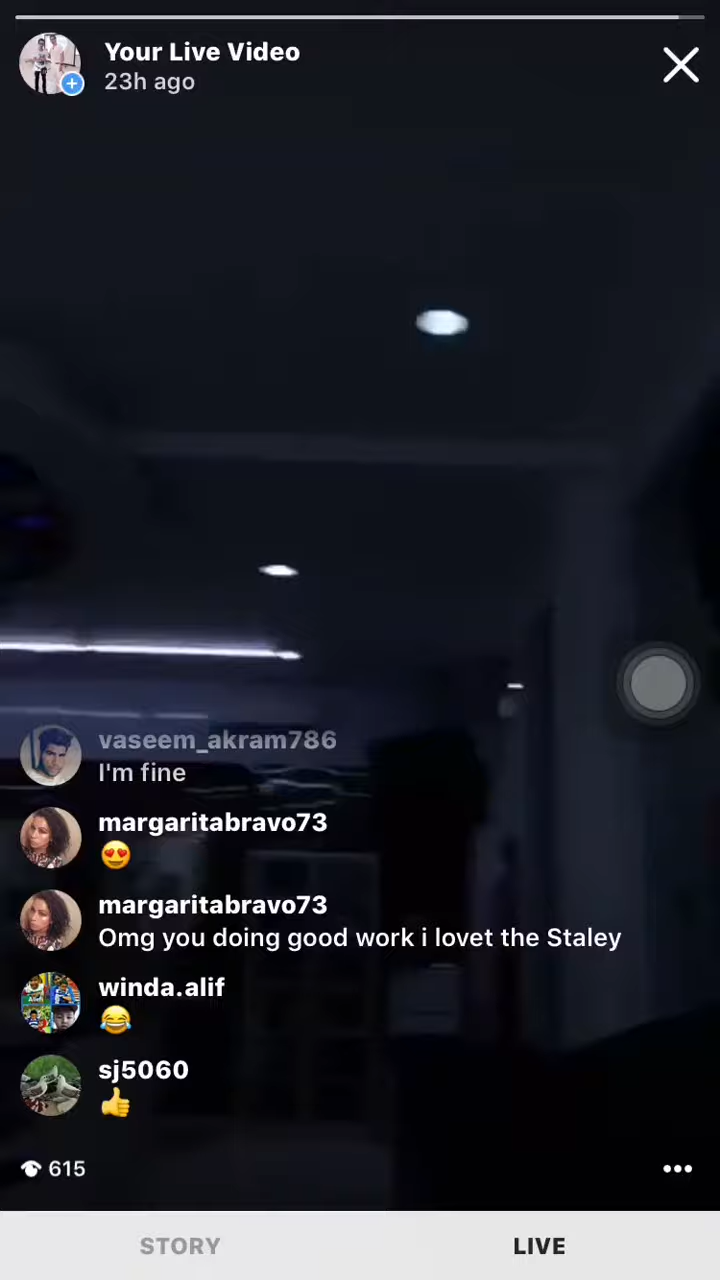 Your Live Video
23h ago
vaseem_akram786
I'm fine
margaritabravo73
😍
margaritabravo73
Omg you doing good work i lovet the Staley
winda.alif
😂
sj5060
👍
615
STORY
LIVE